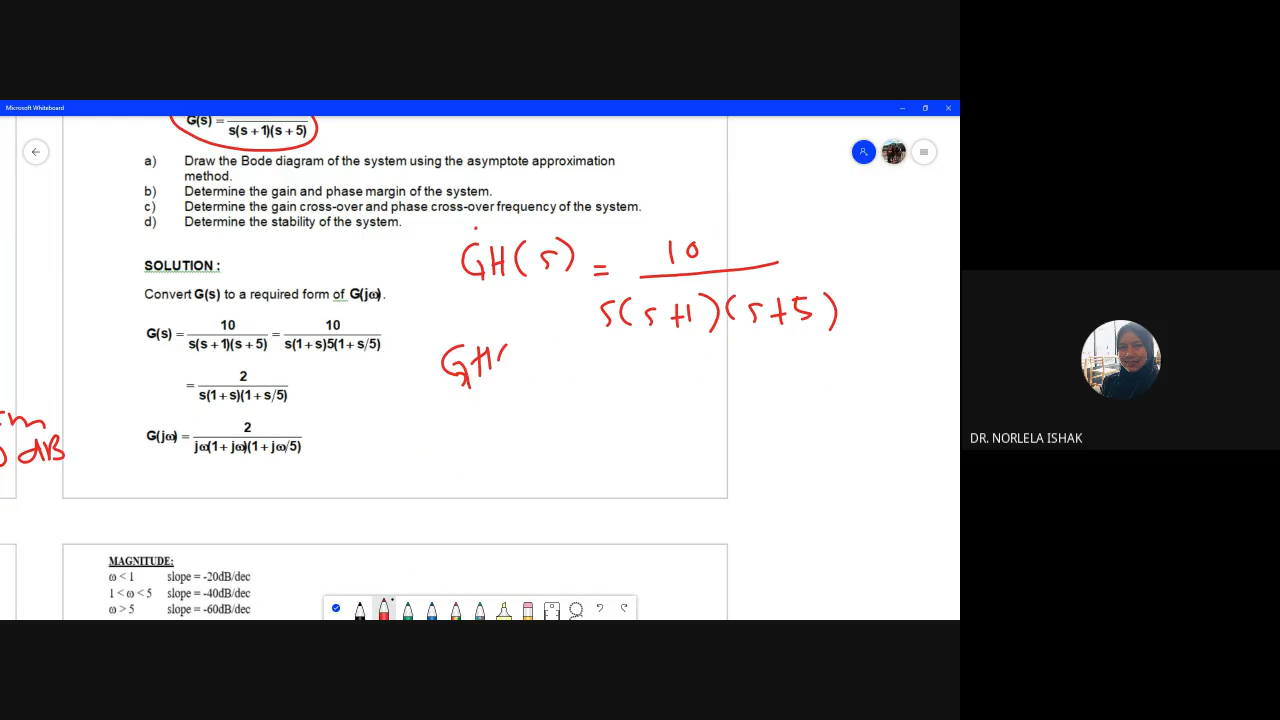 Microsoft Whiteboard
G(s) =
s(s + 1)(s + 5)
a) Draw the Bode diagram of the system using the asymptote approximation
method.
b) Determine the gain and phase margin of the system.
c) Determine the gain cross-over and phase cross-over frequency of the system.
d) Determine the stability of the system.
GH(s) = 10
s(s+1)(s+5)
SOLUTION :
Convert G(s) to a required form of G(jω).
G(s) = 10 / s(s + 1)(s + 5) = 10 / s(1 + s)5(1 + s/5)
GH(
= 2 / s(1 + s)(1 + s/5)
G(jω) = 2 / jω(1 + jω)(1 + jω/5)
dB
DR. NORLELA ISHAK
MAGNITUDE:
ω < 1 slope = -20dB/dec
1 < ω < 5 slope = -40dB/dec
ω > 5 slope = -60dB/dec